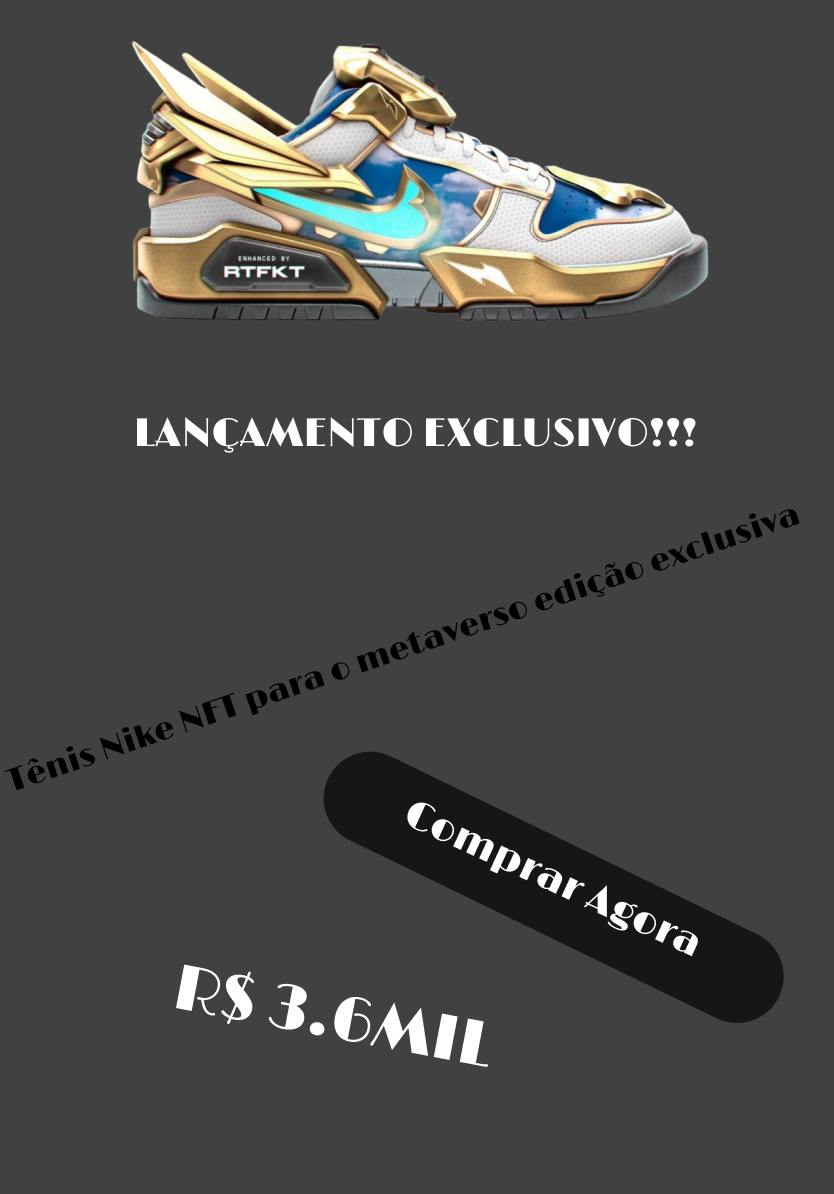 ENHANCED BY
RTFKT
LANÇAMENTO EXCLUSIVO!!!
Tênis Nike NFT para o metaverso edição exclusiva
Comprar Agora
R$ 3.6MIL